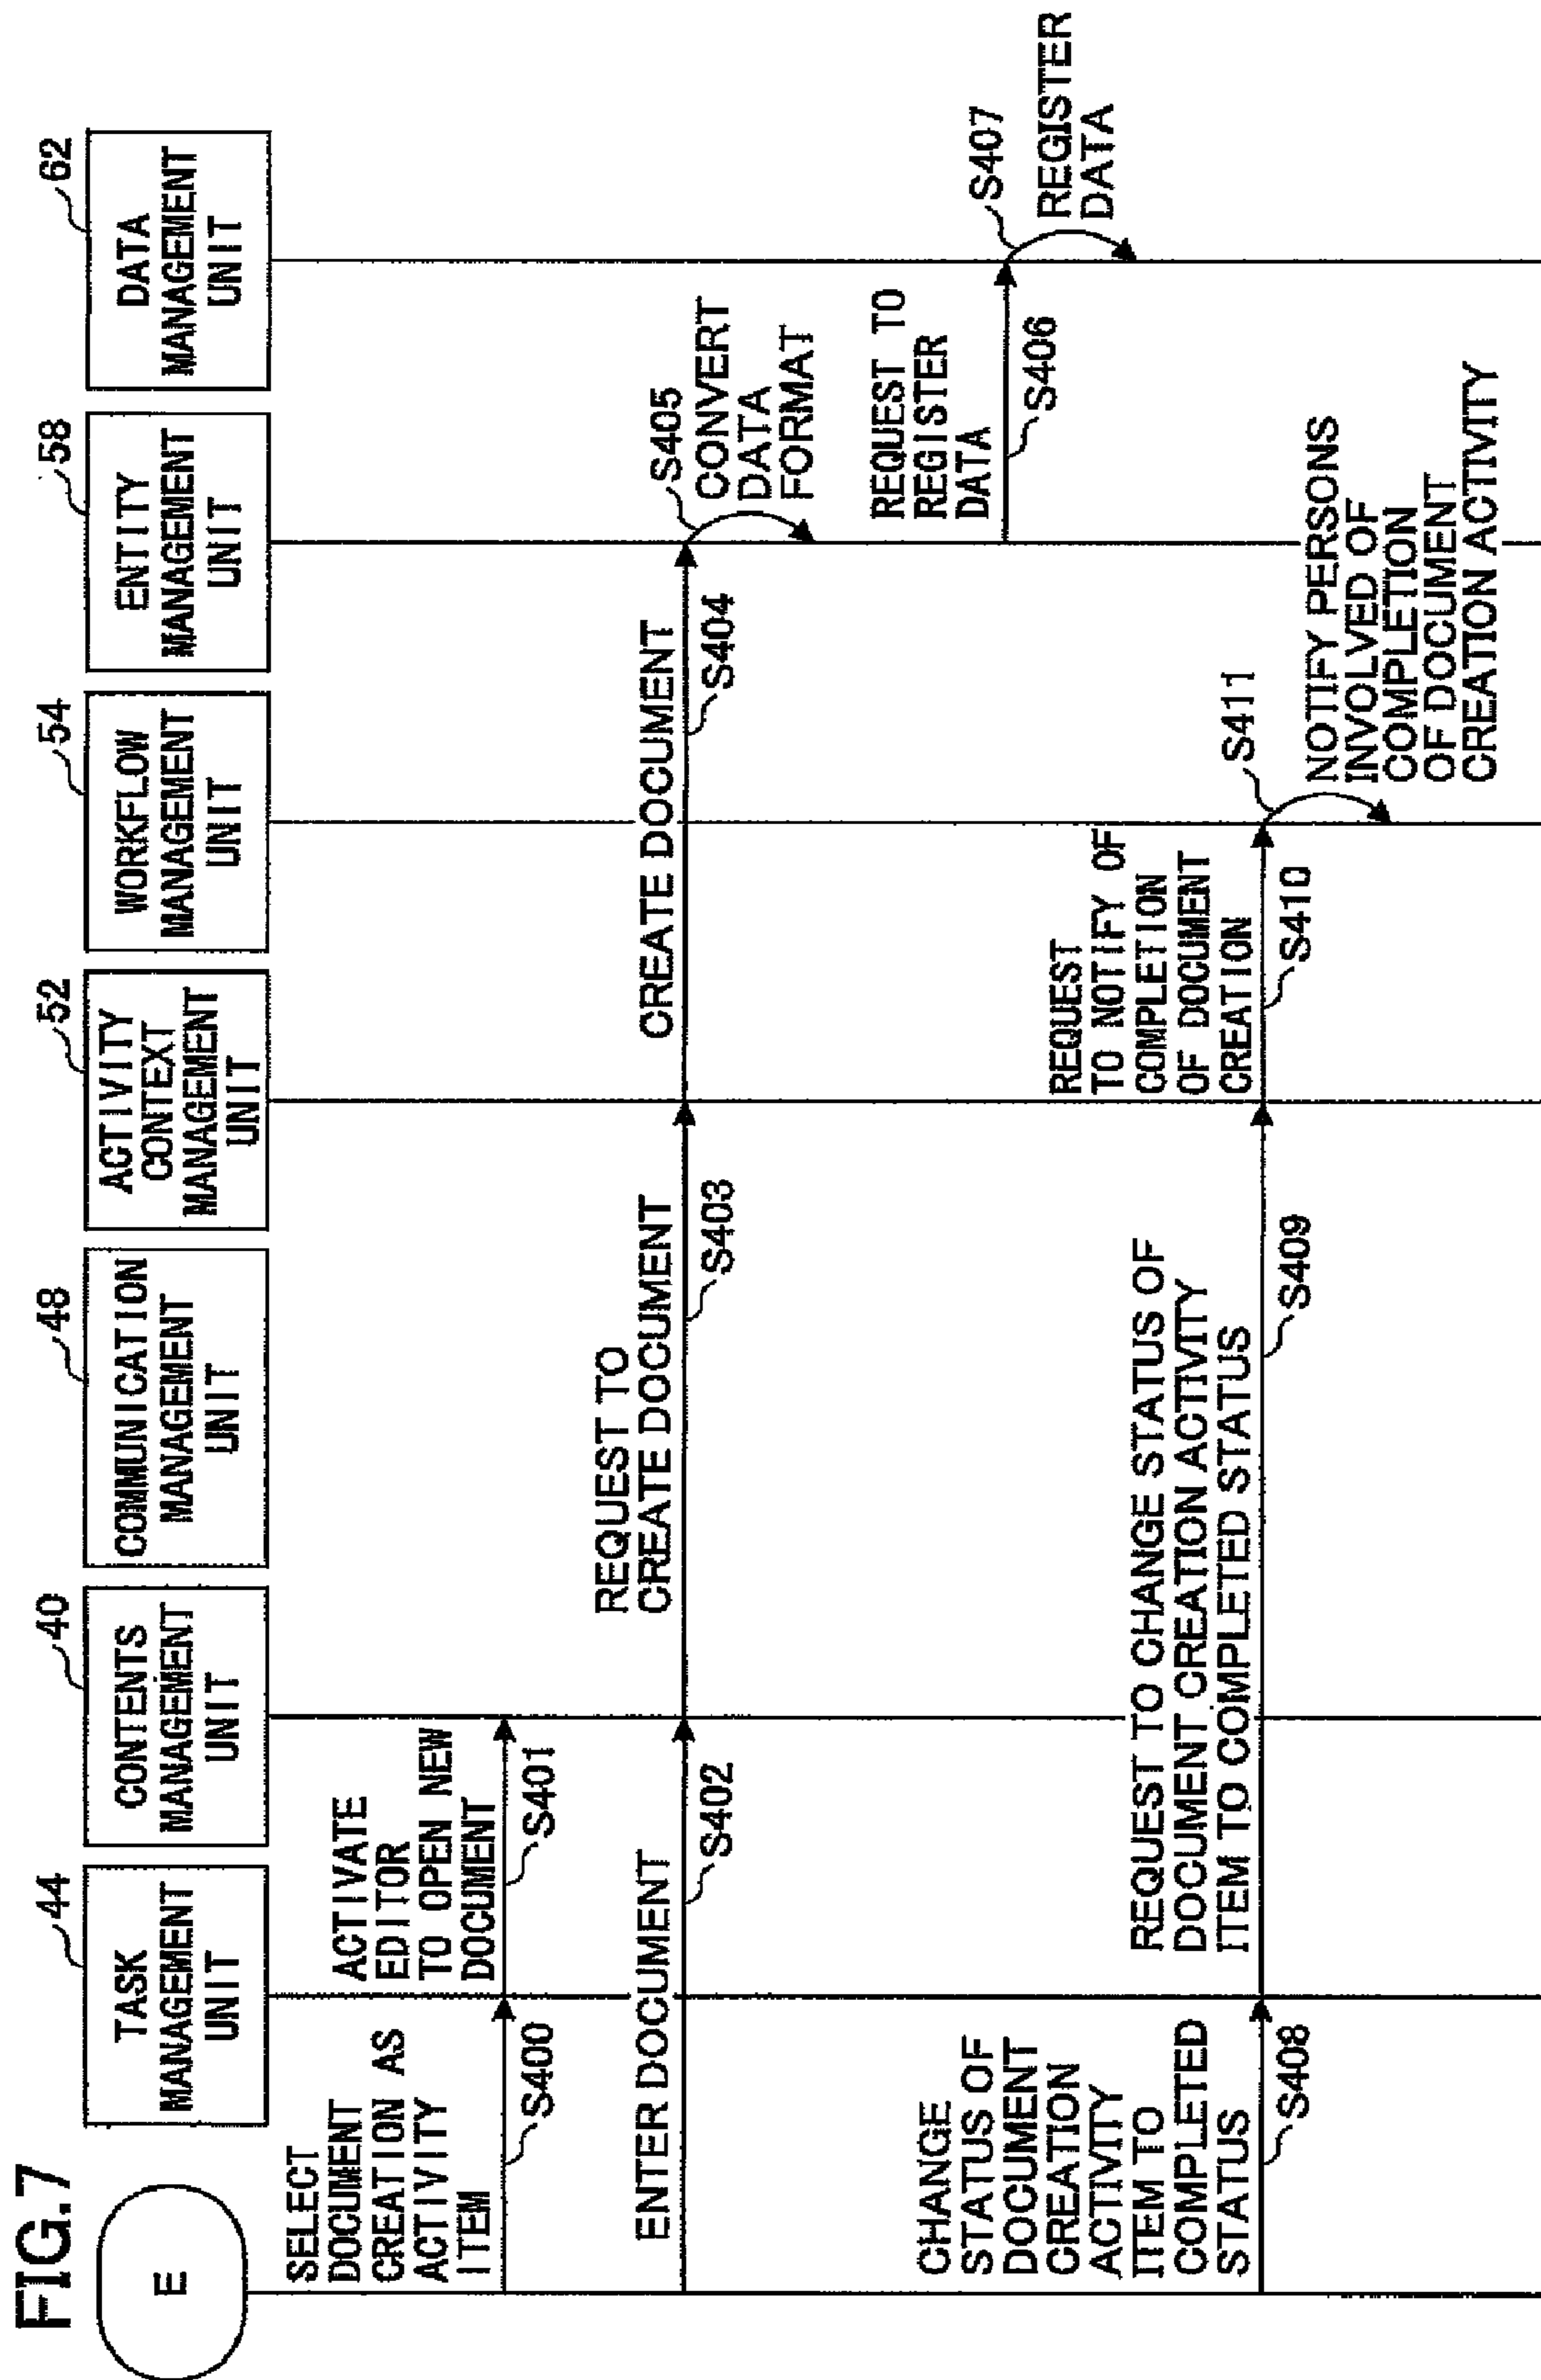 FIG.7
E
44
TASK
MANAGEMENT
UNIT
40
CONTENTS
MANAGEMENT
UNIT
48
COMMUNICATION
MANAGEMENT
UNIT
52
ACTIVITY
CONTEXT
MANAGEMENT
UNIT
54
WORKFLOW
MANAGEMENT
UNIT
58
ENTITY
MANAGEMENT
UNIT
62
DATA
MANAGEMENT
UNIT
SELECT
DOCUMENT
CREATION AS
ACTIVITY
ITEM
S400
ACTIVATE
EDITOR
TO OPEN NEW
DOCUMENT
S401
ENTER DOCUMENT
S402
REQUEST TO
CREATE DOCUMENT
S403
CREATE DOCUMENT
S404
S405
CONVERT
DATA
FORMAT
REQUEST TO
REGISTER
DATA
S406
S407
REGISTER
DATA
CHANGE
STATUS OF
DOCUMENT
CREATION
ACTIVITY
ITEM TO
COMPLETED
STATUS
S408
REQUEST TO CHANGE STATUS OF
DOCUMENT CREATION ACTIVITY
ITEM TO COMPLETED STATUS
S409
REQUEST
TO NOTIFY OF
COMPLETION
OF DOCUMENT
CREATION
S410
S411
NOTIFY PERSONS
INVOLVED OF
COMPLETION
OF DOCUMENT
CREATION ACTIVITY